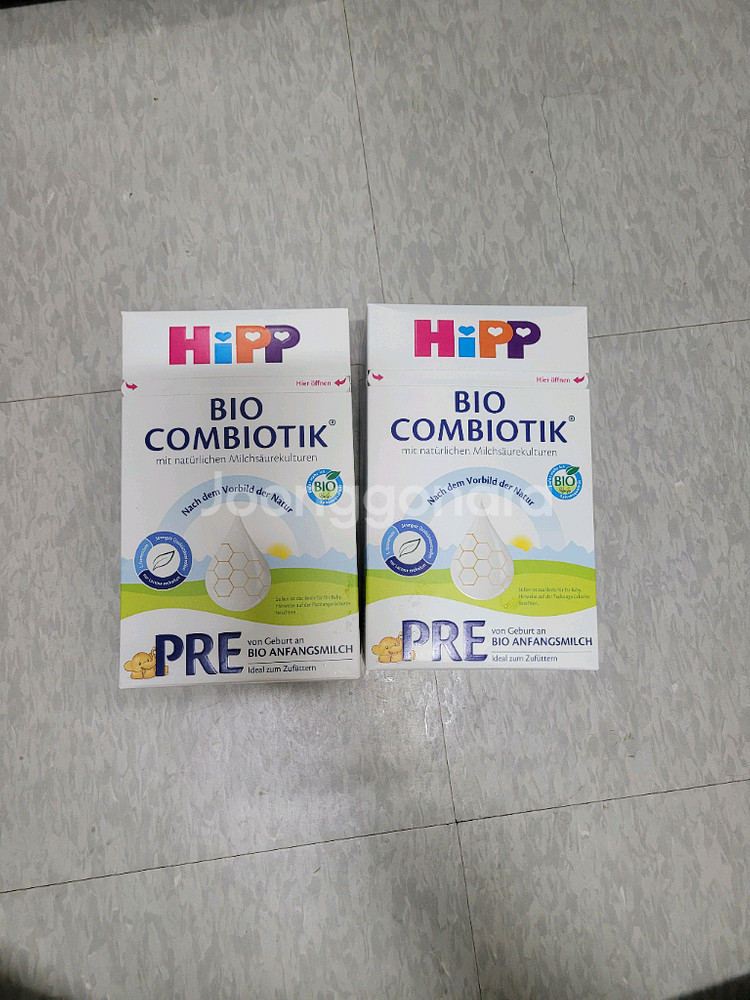 HiPP
Hier öffnen
BIO
COMBIOTIK®
mit natürlichen Milchsäurekulturen
Nach dem Vorbild der Natur
BIO
PRE
von Geburt an
BIO ANFANGSMILCH
Ideal zum Zufüttern
HiPP
Hier öffnen
BIO
COMBIOTIK®
mit natürlichen Milchsäurekulturen
Nach dem Vorbild der Natur
BIO
PRE
von Geburt an
BIO ANFANGSMILCH
Ideal zum Zufüttern
Joonggonara